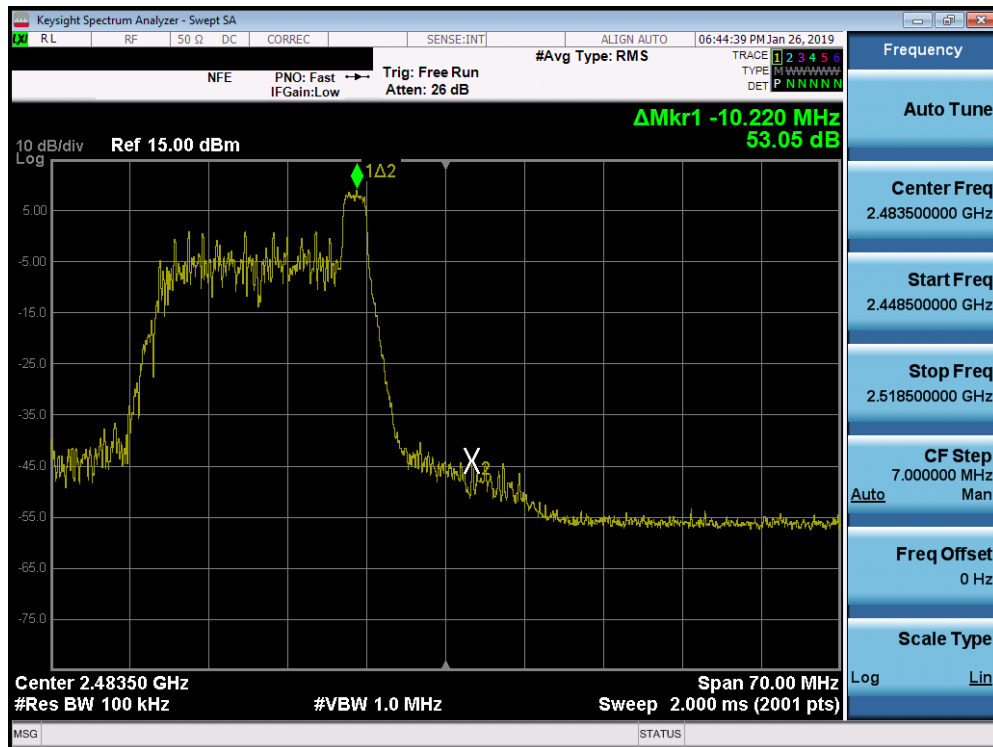 Keysight Spectrum Analyzer - Swept SA
LXI RL RF 50 Ω DC CORREC SENSE:INT ALIGN AUTO 06:44:39 PM Jan 26, 2019
NFE PNO: Fast Trig: Free Run #Avg Type: RMS TRACE 1 2 3 4 5 6
IFGain:Low Atten: 26 dB TYPE M WWWWW
DET P N N N N N
ΔMkr1 -10.220 MHz
53.05 dB
10 dB/div Ref 15.00 dBm
Log
1Δ2
5.00
-5.00
-15.0
-25.0
-35.0
-45.0
2
-55.0
-65.0
-75.0
Center 2.48350 GHz Span 70.00 MHz
#Res BW 100 kHz #VBW 1.0 MHz Sweep 2.000 ms (2001 pts)
MSG STATUS
Frequency
Auto Tune
Center Freq
2.483500000 GHz
Start Freq
2.448500000 GHz
Stop Freq
2.518500000 GHz
CF Step
7.000000 MHz
Auto Man
Freq Offset
0 Hz
Scale Type
Log Lin